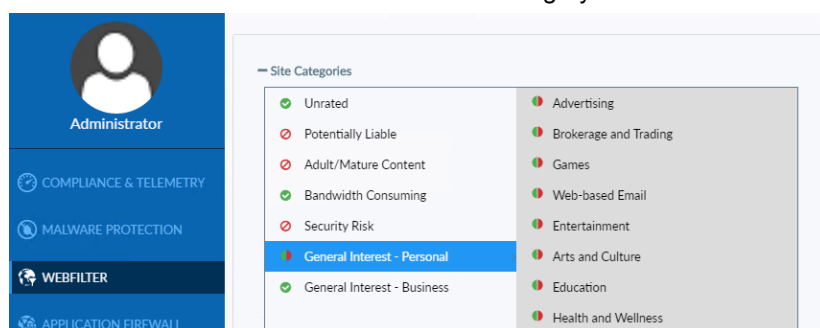 Administrator
COMPLIANCE & TELEMETRY
MALWARE PROTECTION
WEBFILTER
APPLICATION FIREWALL
Site Categories
Unrated
Potentially Liable
Adult/Mature Content
Bandwidth Consuming
Security Risk
General Interest - Personal
General Interest - Business
Advertising
Brokerage and Trading
Games
Web-based Email
Entertainment
Arts and Culture
Education
Health and Wellness